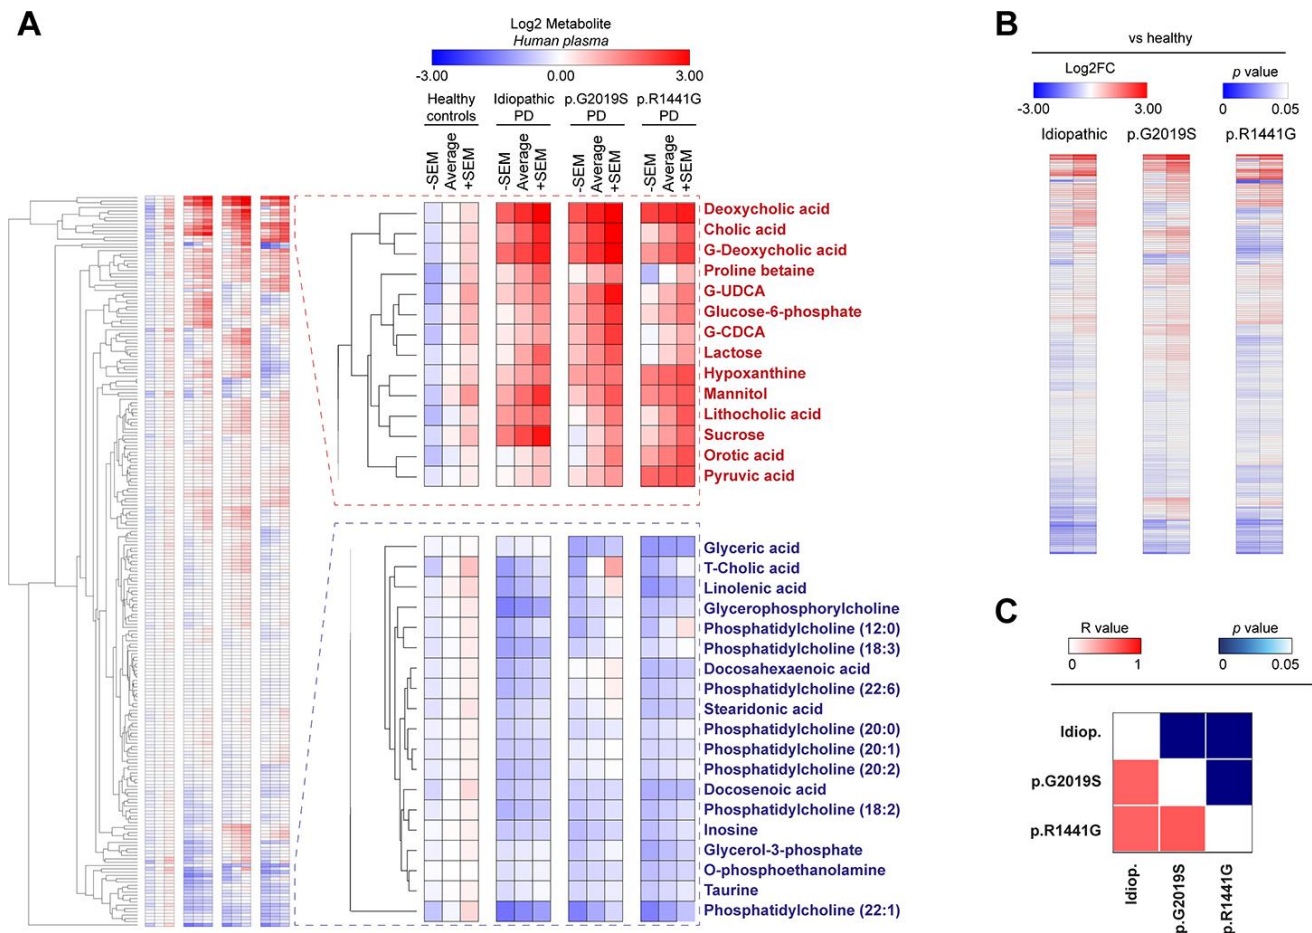 A
Log2 Metabolite
Human plasma
-3.00 0.00 3.00
Healthy controls
Idiopathic PD
p.G2019S PD
p.R1441G PD
-SEM Average +SEM
-SEM Average +SEM
-SEM Average +SEM
-SEM Average +SEM
Deoxycholic acid
Cholic acid
G-Deoxycholic acid
Proline betaine
G-UDCA
Glucose-6-phosphate
G-CDCA
Lactose
Hypoxanthine
Mannitol
Lithocholic acid
Sucrose
Orotic acid
Pyruvic acid
Glyceric acid
T-Cholic acid
Linolenic acid
Glycerophosphorylcholine
Phosphatidylcholine (12:0)
Phosphatidylcholine (18:3)
Docosahexaenoic acid
Phosphatidylcholine (22:6)
Stearidonic acid
Phosphatidylcholine (20:0)
Phosphatidylcholine (20:1)
Phosphatidylcholine (20:2)
Docosenoic acid
Phosphatidylcholine (18:2)
Inosine
Glycerol-3-phosphate
O-phosphoethanolamine
Taurine
Phosphatidylcholine (22:1)
B
vs healthy
Log2FC
-3.00 3.00
p value
0 0.05
Idiopathic p.G2019S p.R1441G
C
R value
0 1
p value
0 0.05
Idiop.
p.G2019S
p.R1441G
Idiop.
p.G2019S
p.R1441G